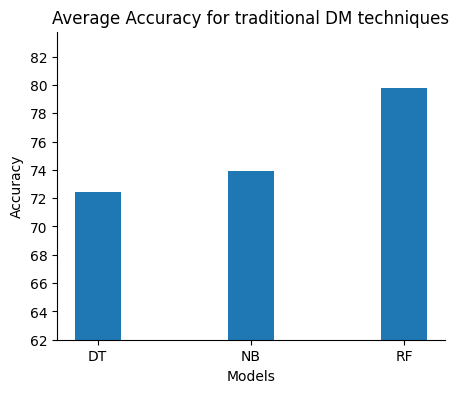 Average Accuracy for traditional DM techniques
82
80
78
76
74
72
70
68
66
64
62
Accuracy
DT NB RF
Models